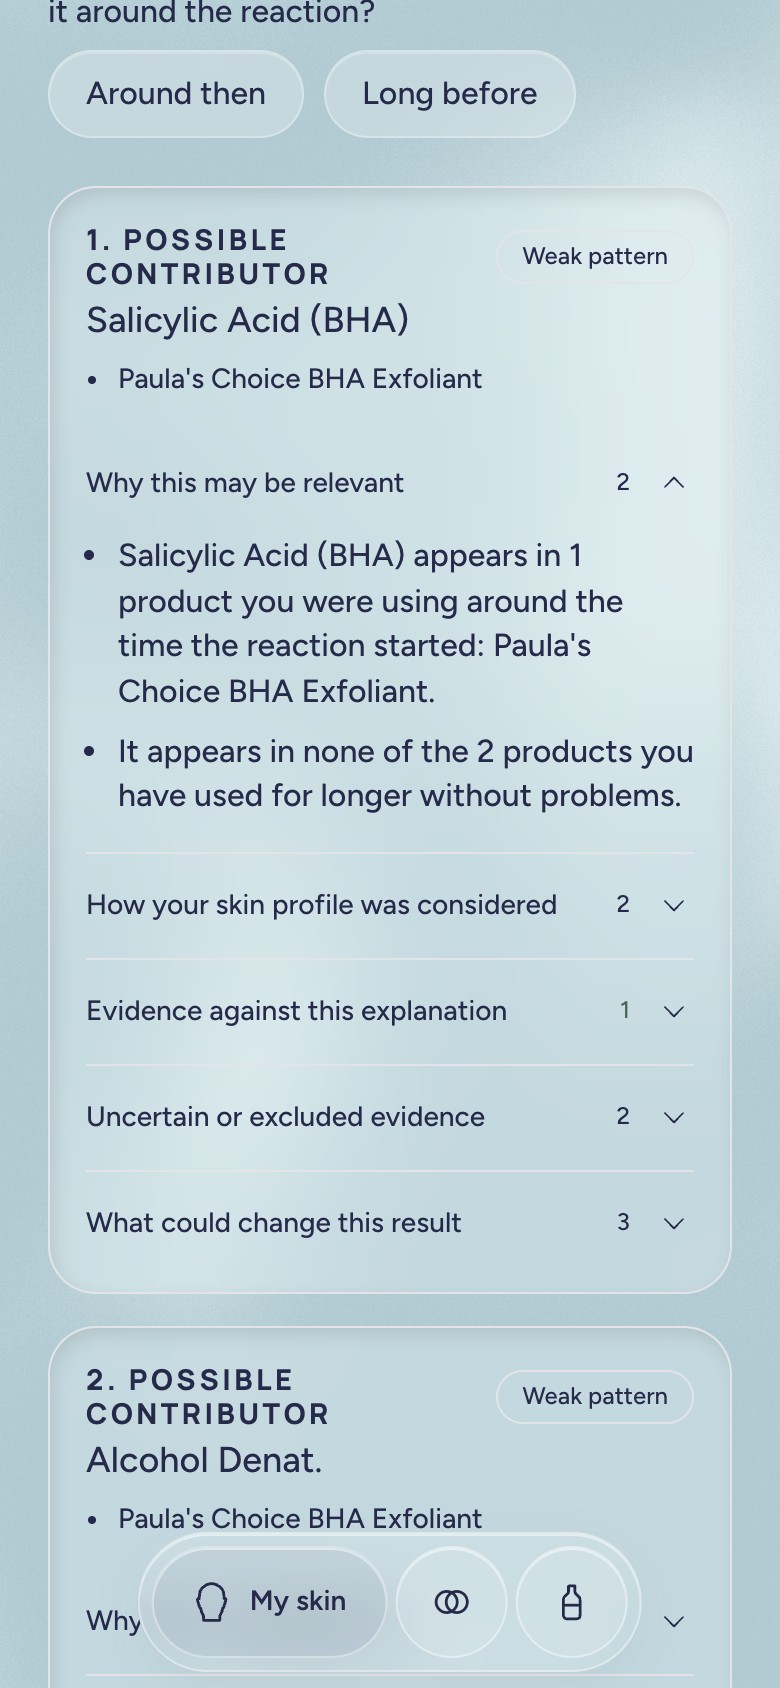 it around the reaction?
Around then
Long before
1. POSSIBLE
CONTRIBUTOR
Weak pattern
Salicylic Acid (BHA)
• Paula's Choice BHA Exfoliant
Why this may be relevant 2
• Salicylic Acid (BHA) appears in 1
product you were using around the
time the reaction started: Paula's
Choice BHA Exfoliant.
• It appears in none of the 2 products you
have used for longer without problems.
How your skin profile was considered 2
Evidence against this explanation 1
Uncertain or excluded evidence 2
What could change this result 3
2. POSSIBLE
CONTRIBUTOR
Weak pattern
Alcohol Denat.
• Paula's Choice BHA Exfoliant
Why
My skin